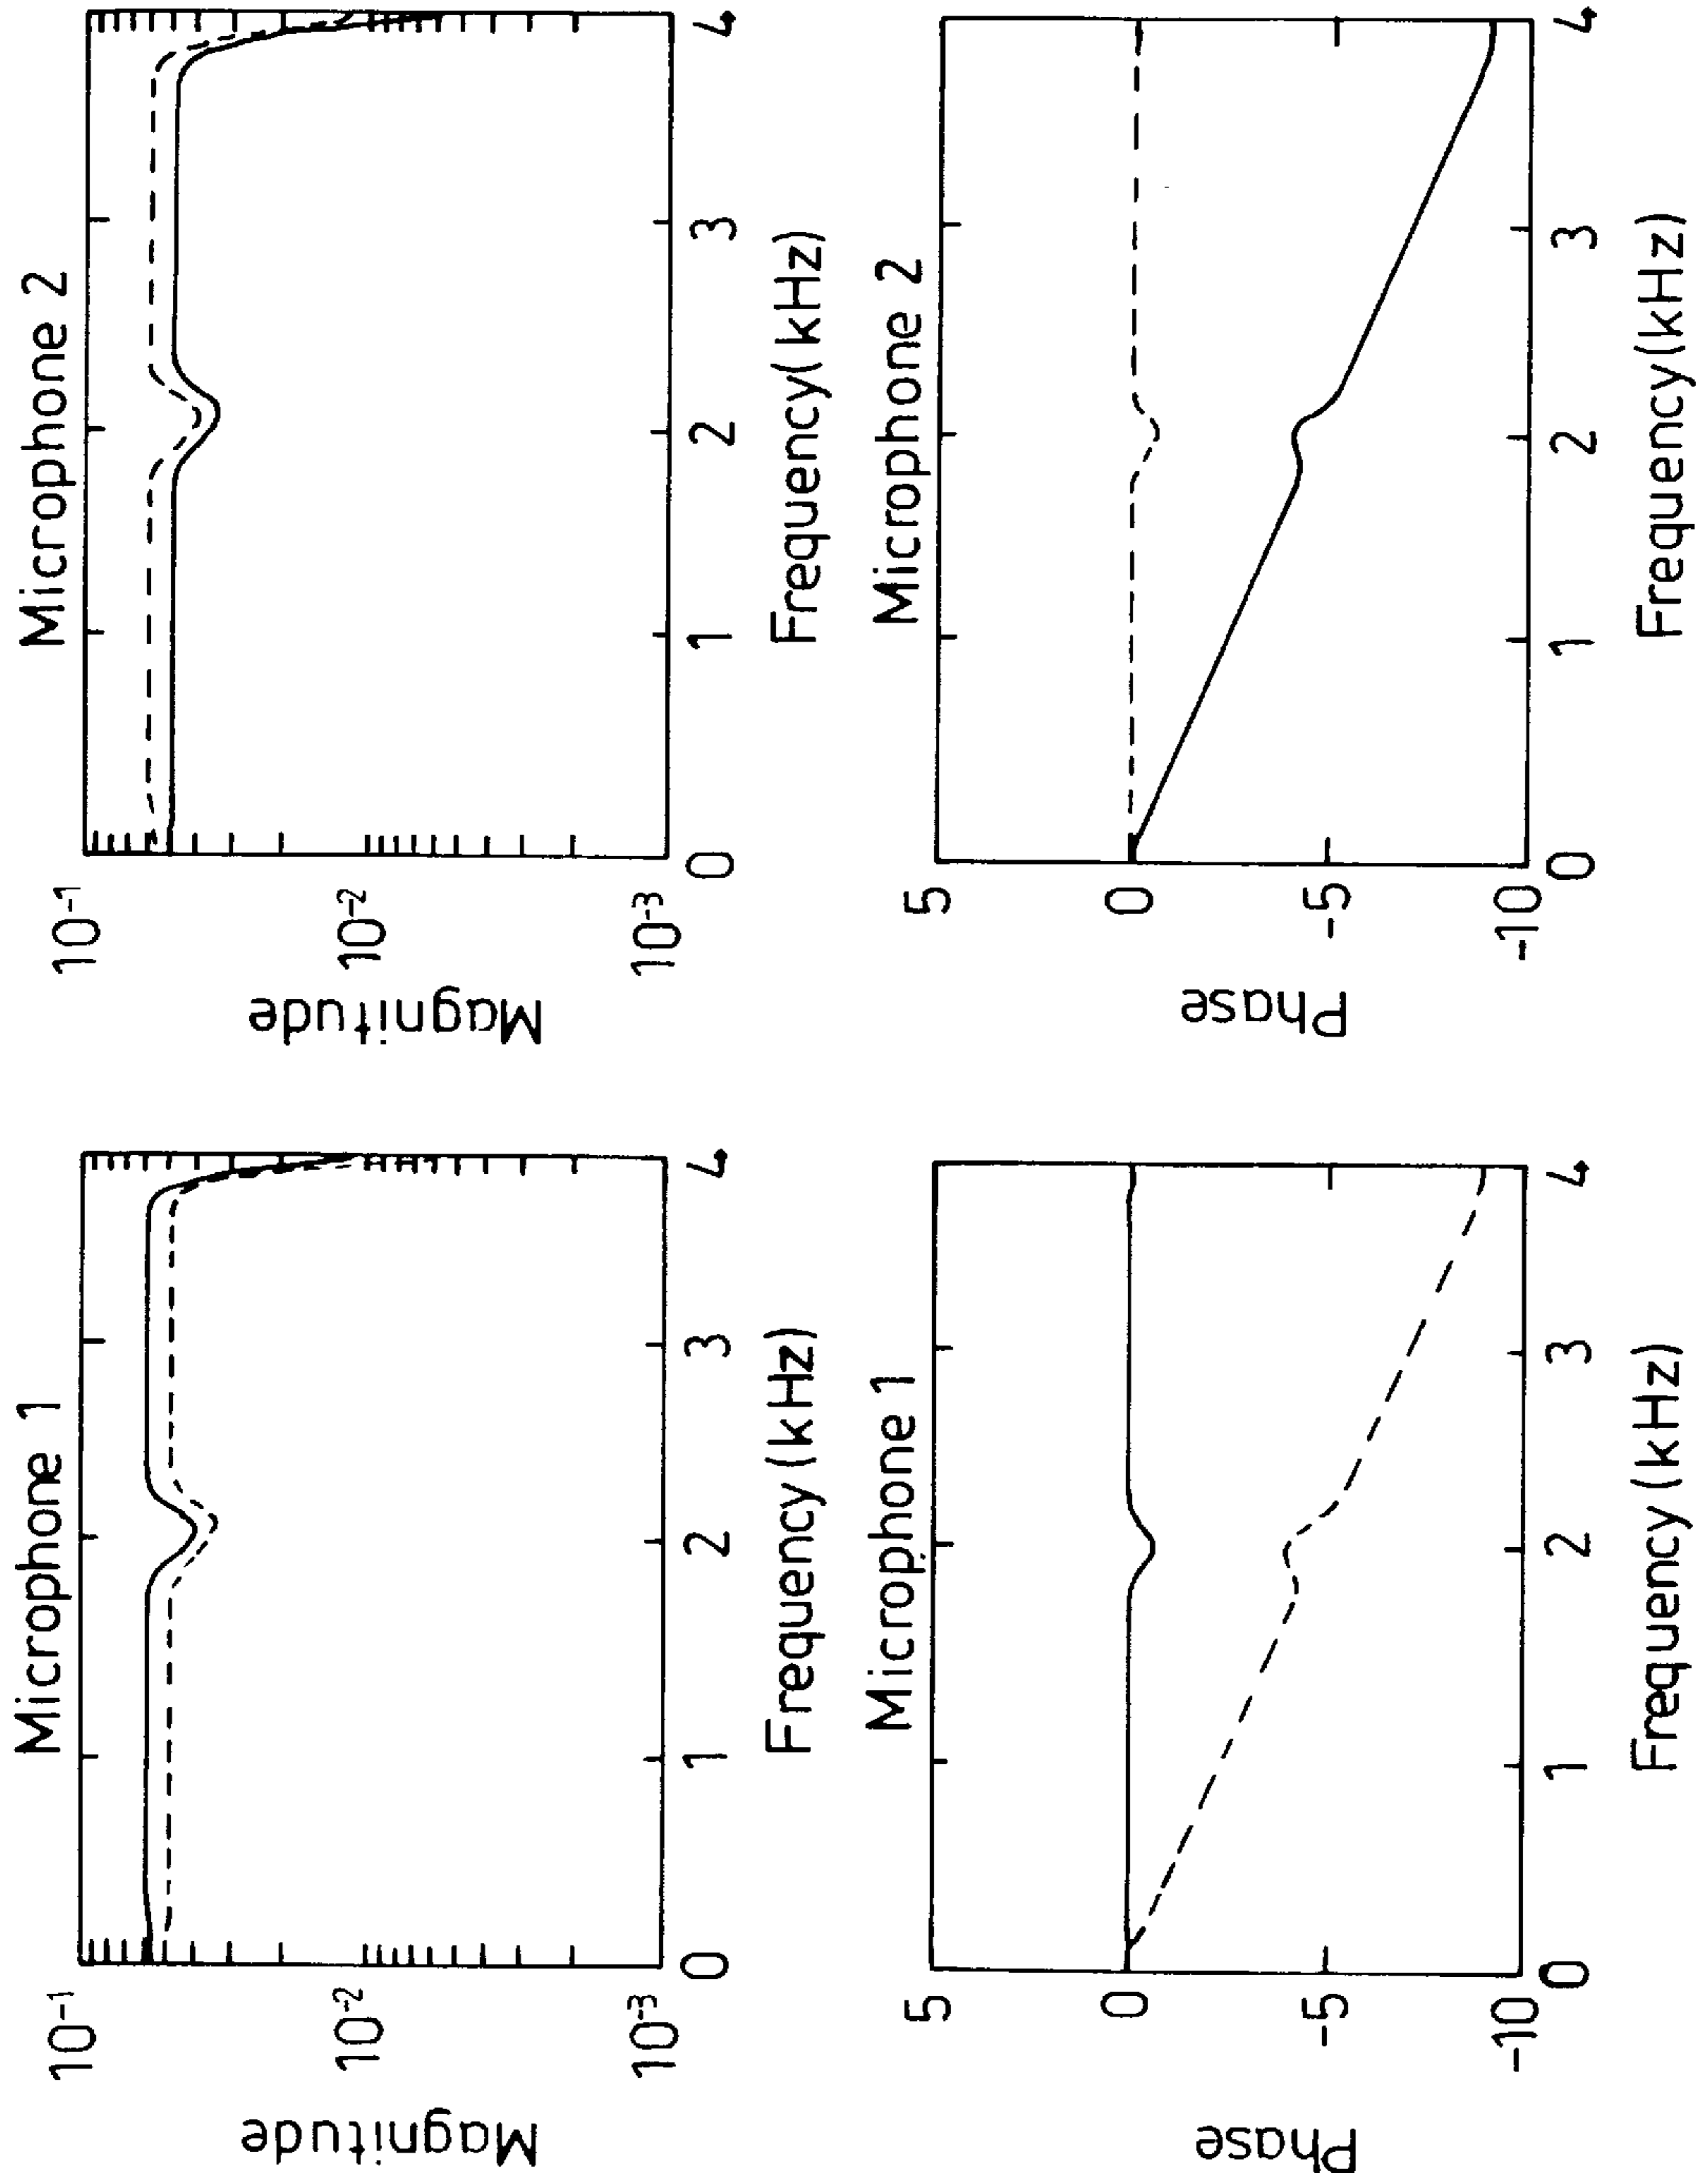 Microphone 1
10-1
10-2
10-3
Magnitude
0 1 2 3 4
Frequency (kHz)
Microphone 2
10-1
10-2
10-3
Magnitude
0 1 2 3 4
Frequency(kHz)
Microphone 1
5
0
-5
-10
Phase
0 1 2 3 4
Frequency (kHz)
Microphone 2
5
0
-5
-10
Phase
0 1 2 3 4
Frequency(kHz)